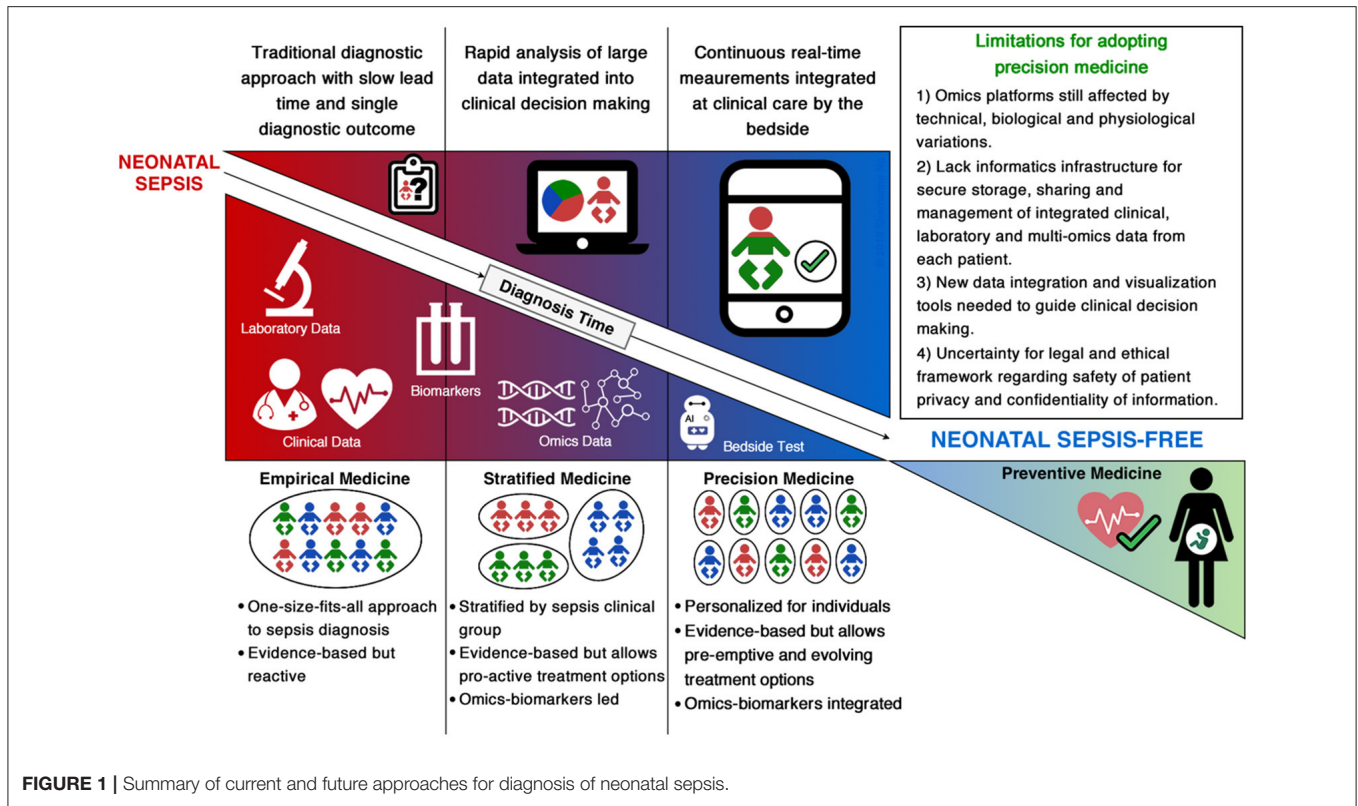 Traditional diagnostic
approach with slow lead
time and single
diagnostic outcome
Rapid analysis of large
data integrated into
clinical decision making
Continuous real-time
meaurements integrated
at clinical care by the
bedside
Limitations for adopting
precision medicine
1) Omics platforms still affected by
technical, biological and physiological
variations.
2) Lack informatics infrastructure for
secure storage, sharing and
management of integrated clinical,
laboratory and multi-omics data from
each patient.
3) New data integration and visualization
tools needed to guide clinical decision
making.
4) Uncertainty for legal and ethical
framework regarding safety of patient
privacy and confidentiality of information.
NEONATAL
SEPSIS
?
Diagnosis Time
Laboratory Data
Biomarkers
Clinical Data
Omics Data
AI
Bedside Test
NEONATAL SEPSIS-FREE
Preventive Medicine
Empirical Medicine
• One-size-fits-all approach
to sepsis diagnosis
• Evidence-based but
reactive
Stratified Medicine
• Stratified by sepsis clinical
group
• Evidence-based but allows
pro-active treatment options
• Omics-biomarkers led
Precision Medicine
• Personalized for individuals
• Evidence-based but allows
pre-emptive and evolving
treatment options
• Omics-biomarkers integrated
FIGURE 1 | Summary of current and future approaches for diagnosis of neonatal sepsis.